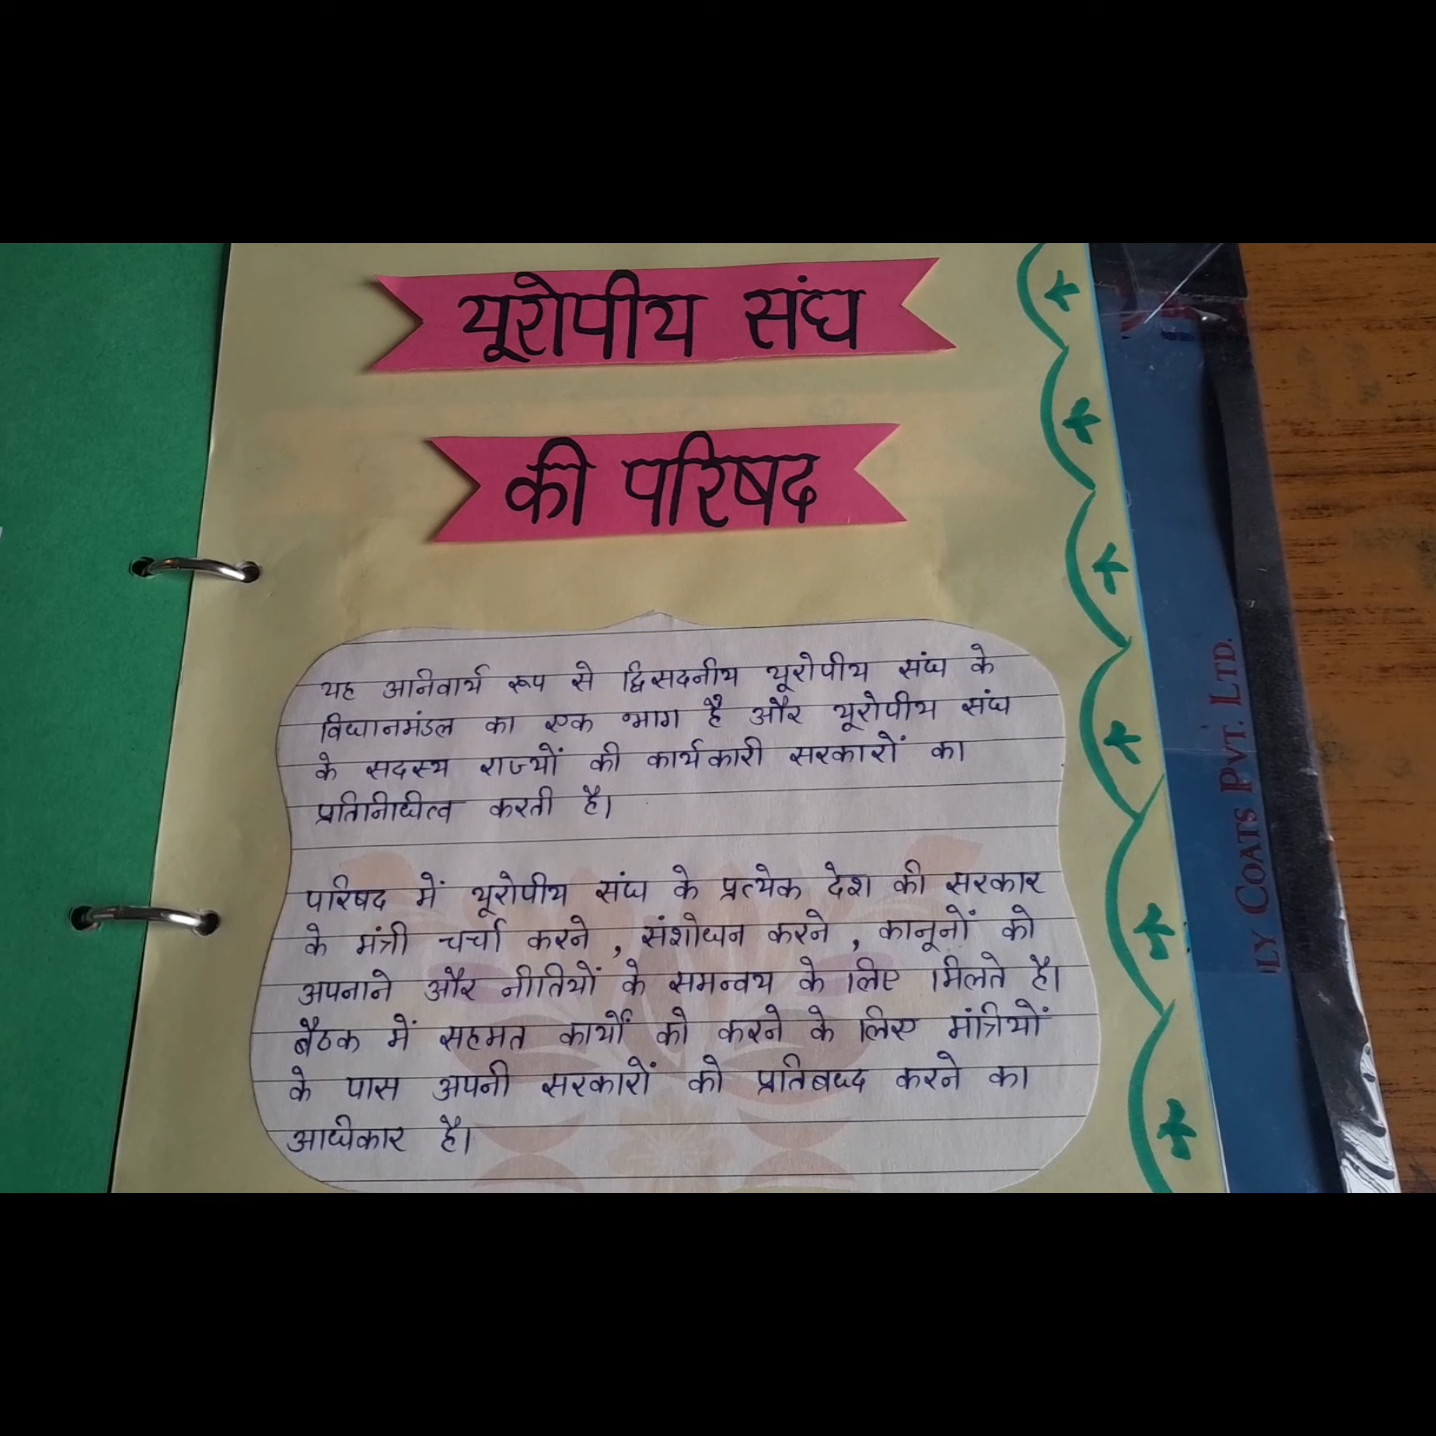 यूरोपीय संघ
की परिषद
यह अनिवार्य रूप से द्विसदनीय यूरोपीय संघ के
विधानमंडल का एक भाग है और यूरोपीय संघ
के सदस्य राज्यों की कार्यकारी सरकारों का
प्रतिनिधीत्व करती है।
परिषद में यूरोपीय संघ के प्रत्येक देश की सरकार
के मंत्री चर्चा करने, संशोधन करने, कानूनों को
अपनाने और नीतियों के समन्वय के लिए मिलते है।
बैठक में सहमत कार्यों को करने के लिए मंत्रियों
के पास अपनी सरकारों को प्रतिबध्द करने का
अधिकार है।
LY COATS PVT. LTD.